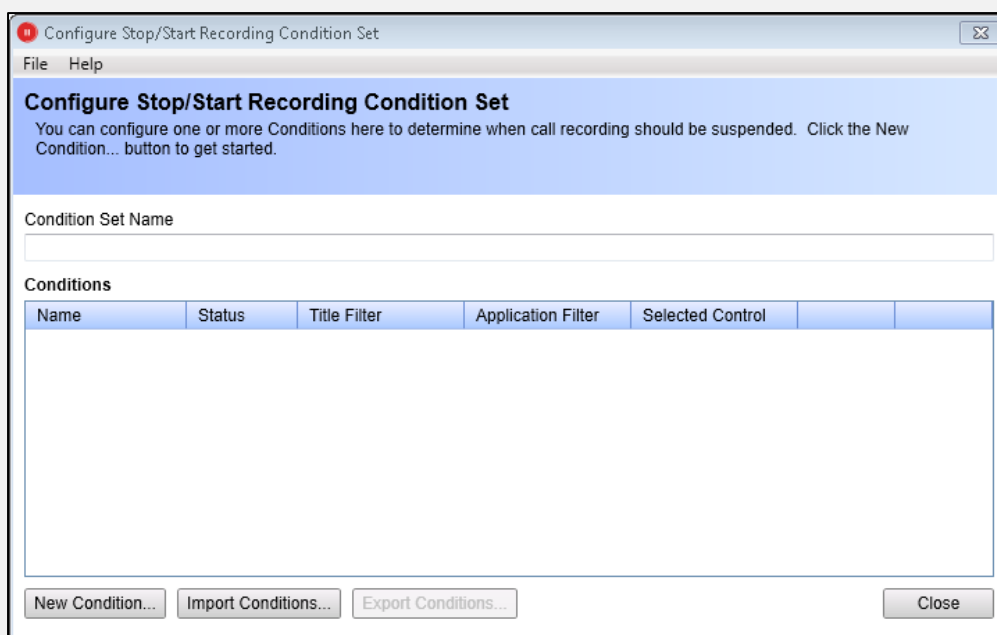 Configure Stop/Start Recording Condition Set
File Help
Configure Stop/Start Recording Condition Set
You can configure one or more Conditions here to determine when call recording should be suspended. Click the New
Condition... button to get started.
Condition Set Name
Conditions
Name Status Title Filter Application Filter Selected Control
New Condition... Import Conditions... Export Conditions... Close